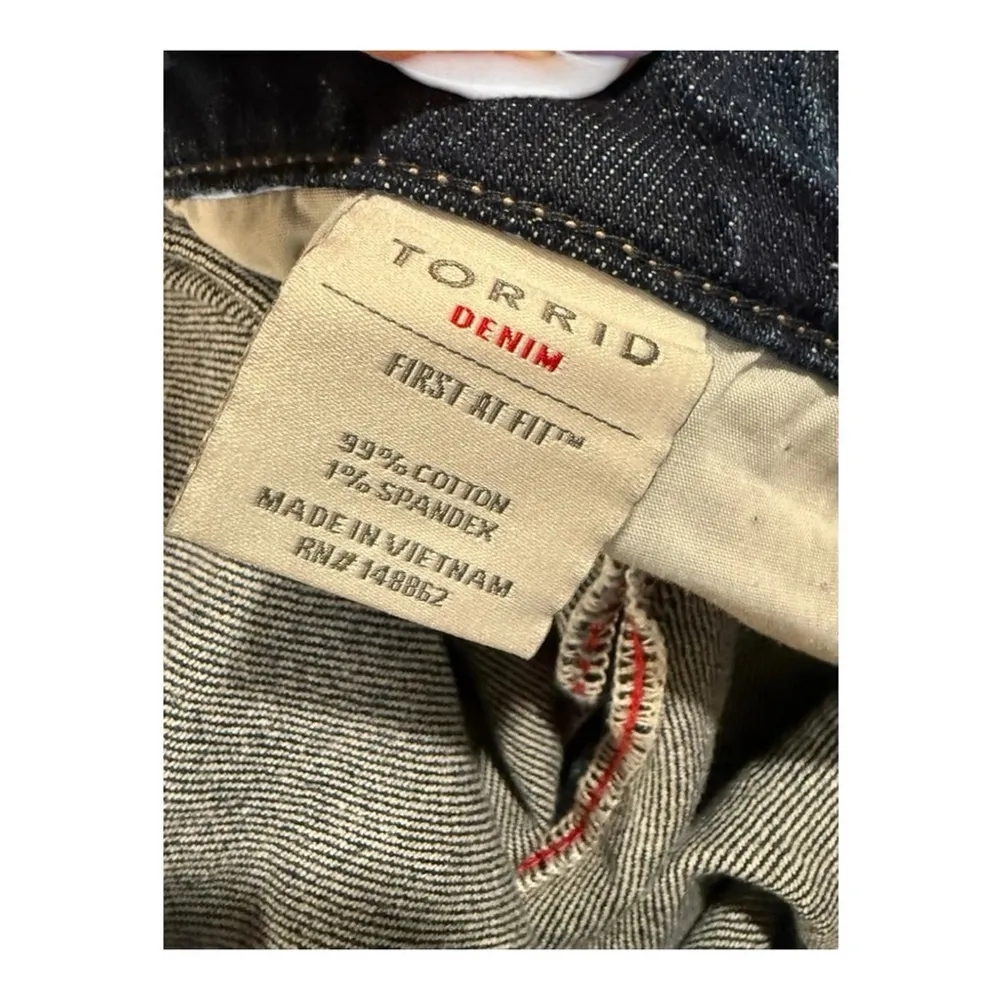 TORRID
DENIM
FIRST AT FIT™
99% COTTON
1% SPANDEX
MADE IN VIETNAM
RN# 148862